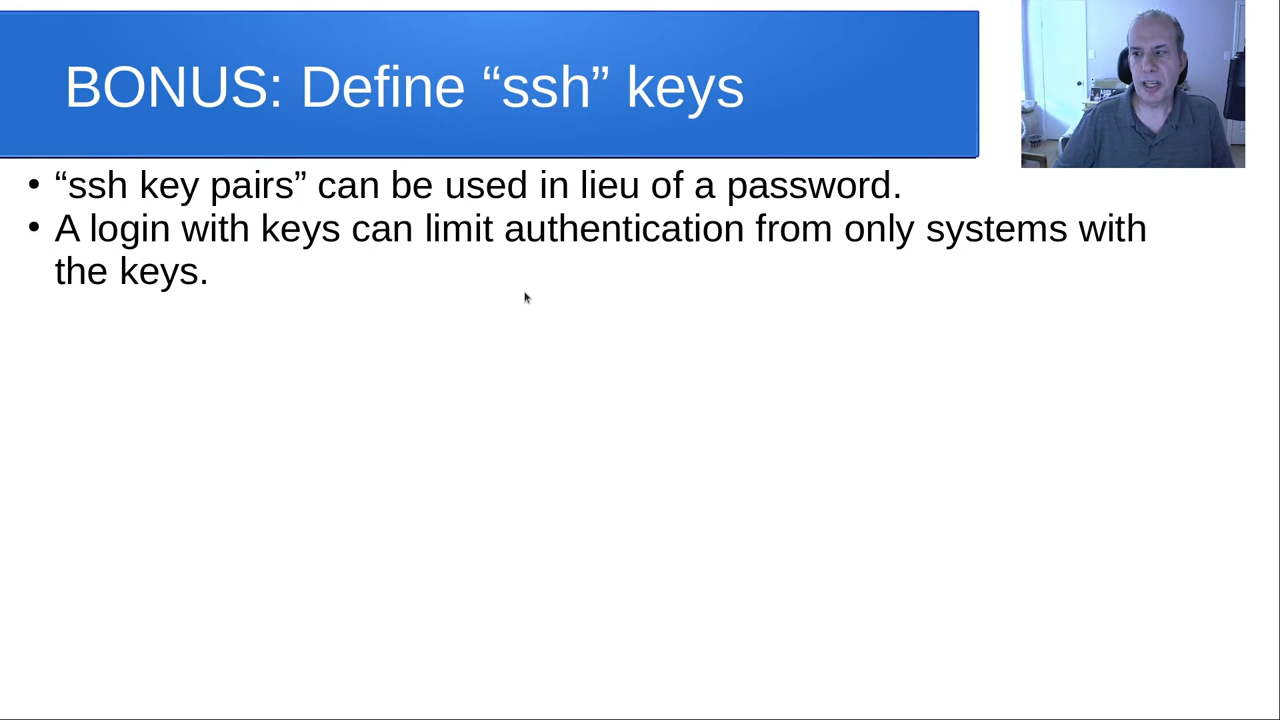 BONUS: Define “ssh” keys
• “ssh key pairs” can be used in lieu of a password.
• A login with keys can limit authentication from only systems with
the keys.